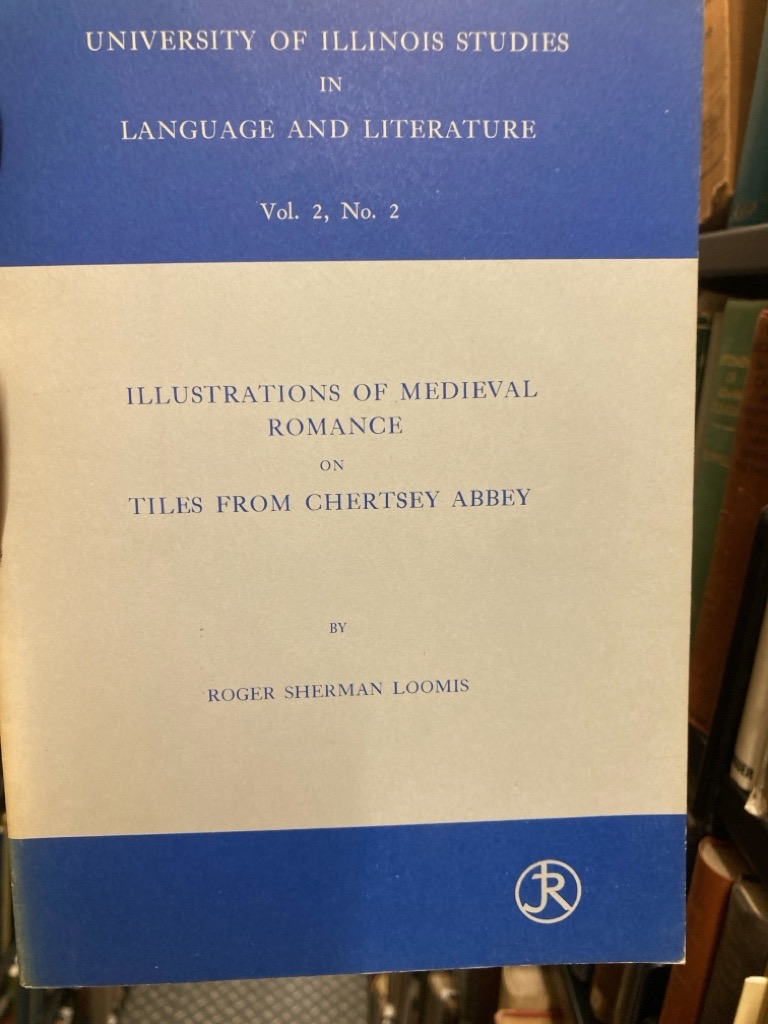 UNIVERSITY OF ILLINOIS STUDIES
IN
LANGUAGE AND LITERATURE
Vol. 2, No. 2
ILLUSTRATIONS OF MEDIEVAL
ROMANCE
ON
TILES FROM CHERTSEY ABBEY
BY
ROGER SHERMAN LOOMIS
JR